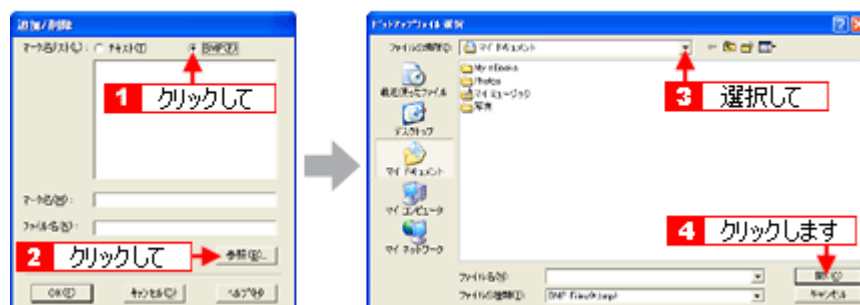 追加/削除
マーク名リスト(L):
テキスト(T)
BMP(P)
1 クリックして
マーク名(M):
ファイル名(N):
2 クリックして
参照(B)...
OK(O)
キャンセル(C)
ヘルプ(H)
ビットマップファイル選択
ファイルの場所(I):
マイ ドキュメント
3 選択して
最近使ったファイル
デスクトップ
マイ ドキュメント
マイ コンピュータ
マイ ネットワーク
My eBooks
Photos
マイ ミュージック
写真
4 クリックします
ファイル名(N):
開く(O)
ファイルの種類(T):
BMP Files(*.bmp)
キャンセル